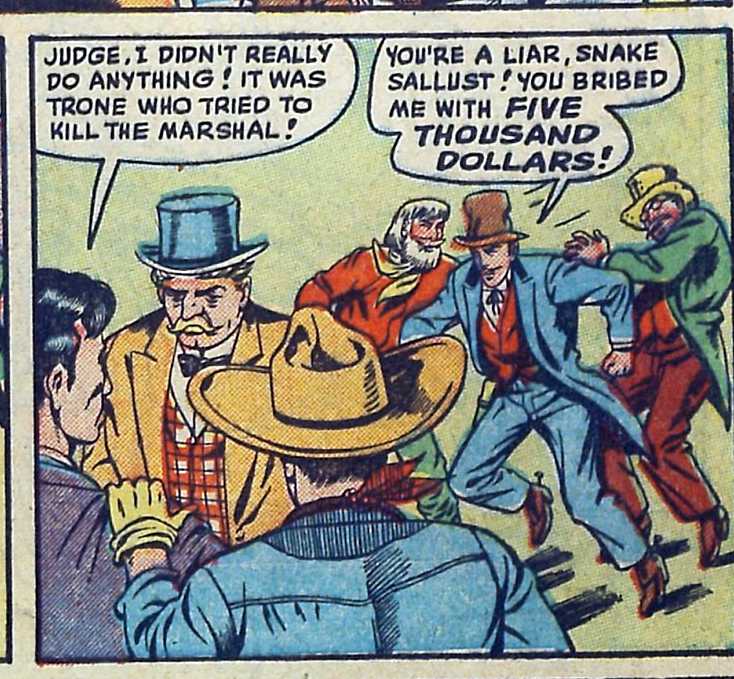 JUDGE, I DIDN'T REALLY
DO ANYTHING! IT WAS
TRONE WHO TRIED TO
KILL THE MARSHAL!
YOU'RE A LIAR, SNAKE
SALLUST! YOU BRIBED
ME WITH FIVE
THOUSAND
DOLLARS!